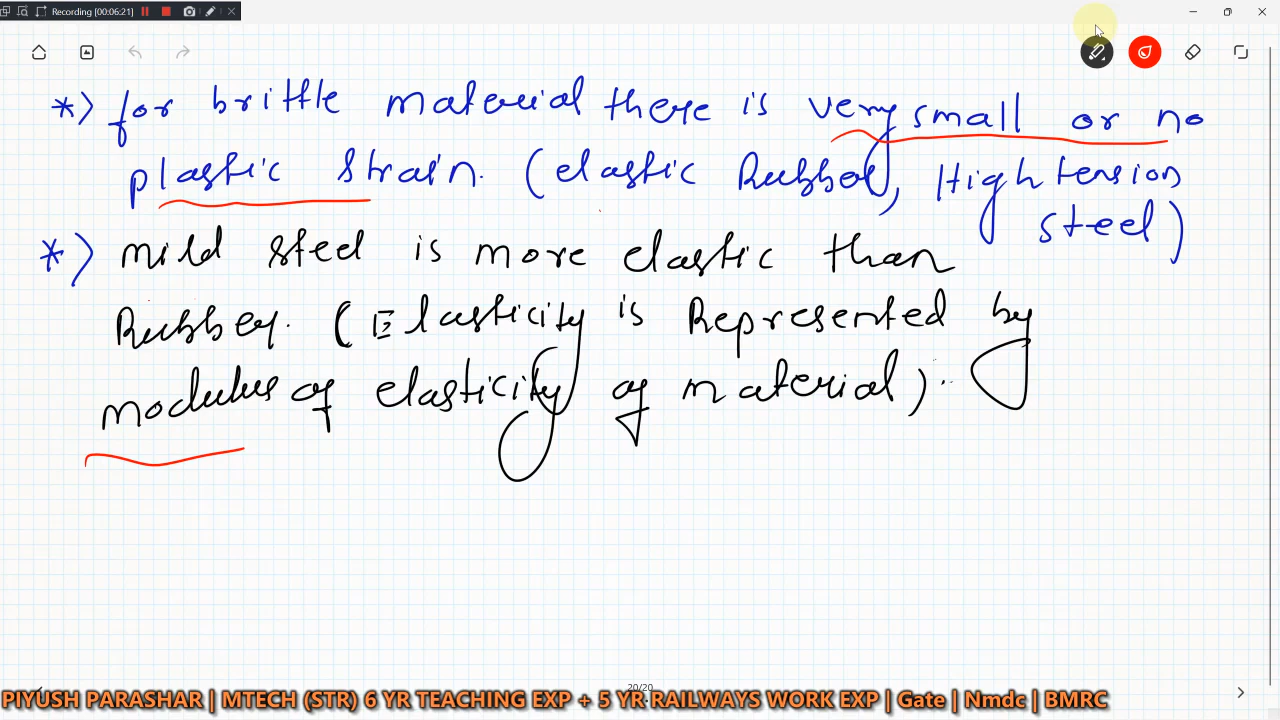 Recording [00:06:21]
*) for brittle material there is very small or no
plastic strain. (elastic Rubber, High tension
steel)
*) mild steel is more elastic than
Rubber. (Elasticity is Represented by
modulus of elasticity of material).
20/20
PIYUSH PARASHAR | MTECH (STR) 6 YR TEACHING EXP + 5 YR RAILWAYS WORK EXP | Gate | Nmdc | BMRC